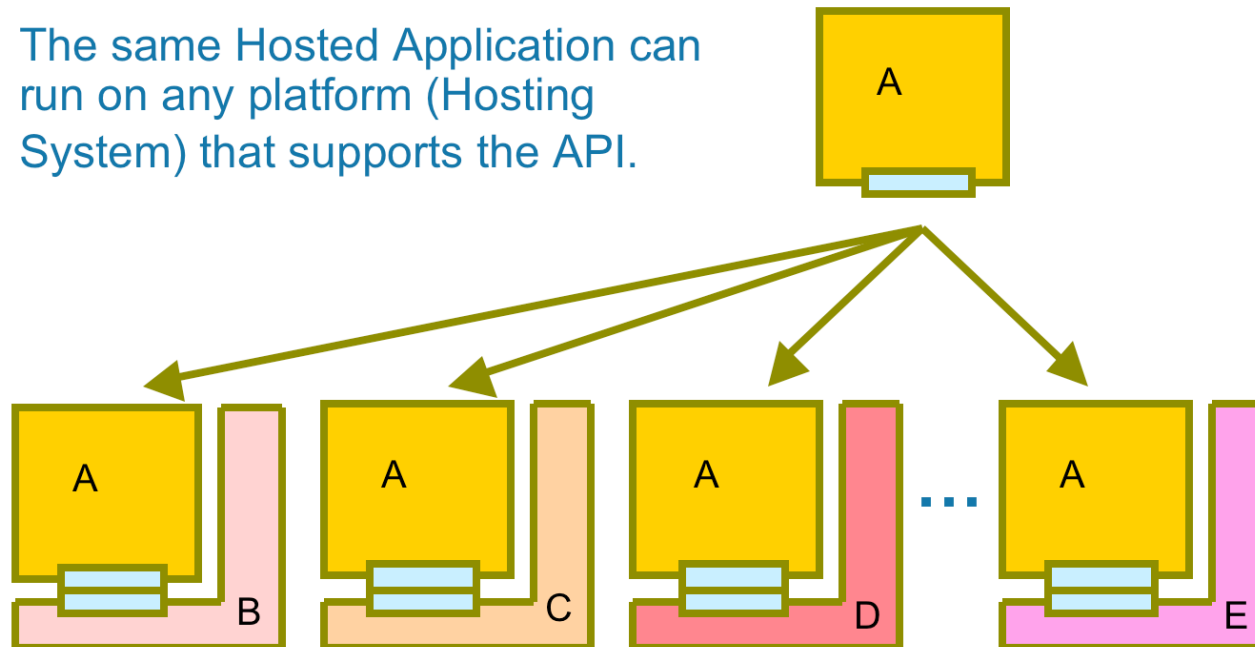 The same Hosted Application can
run on any platform (Hosting
System) that supports the API.
A
A
A
A
...
A
B
C
D
E